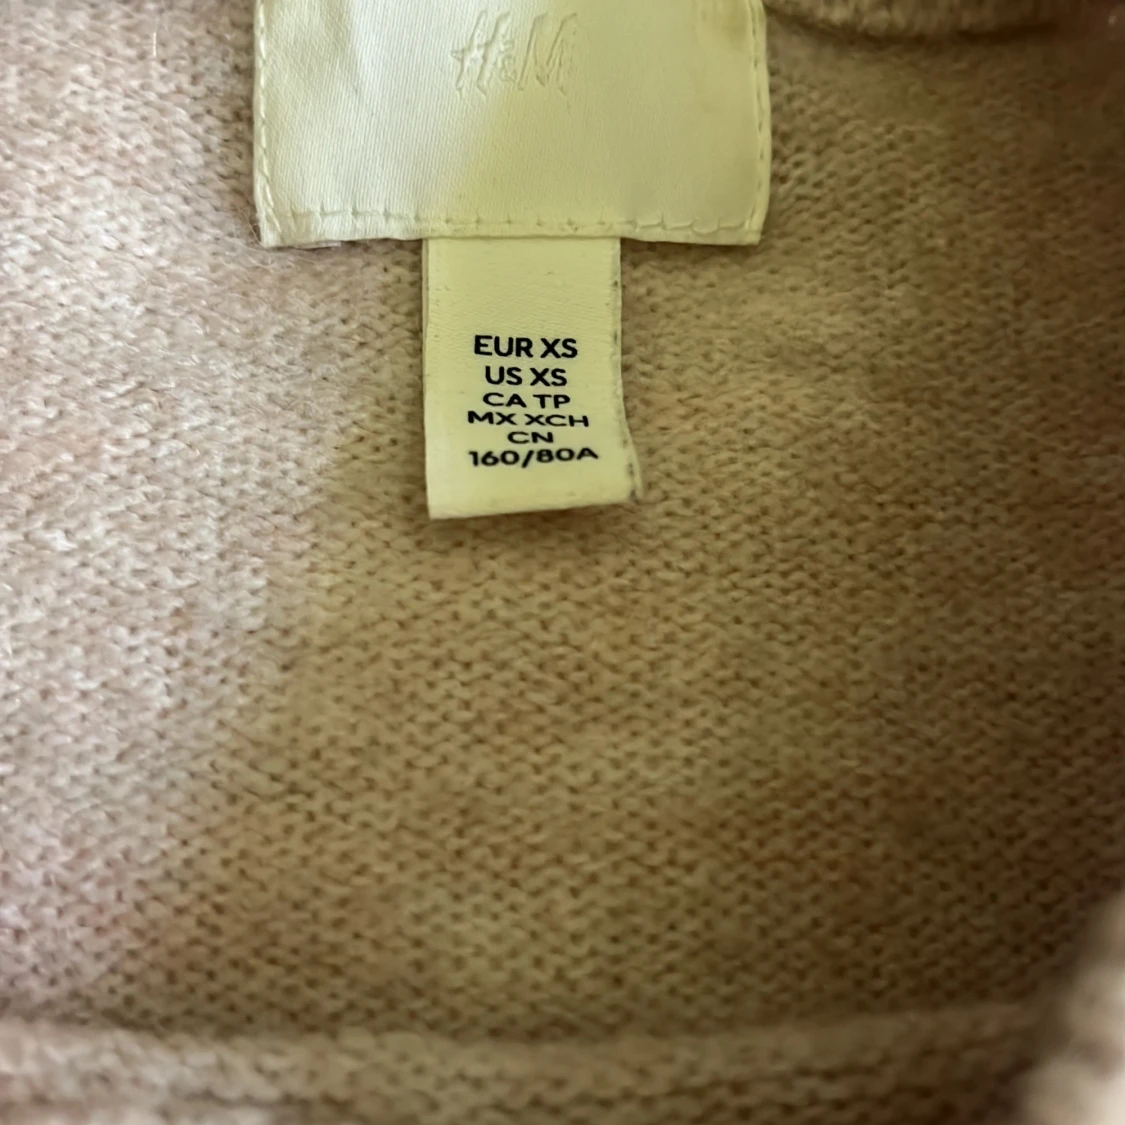 H&M
EUR XS
US XS
CA TP
MX XCH
CN
160/80A